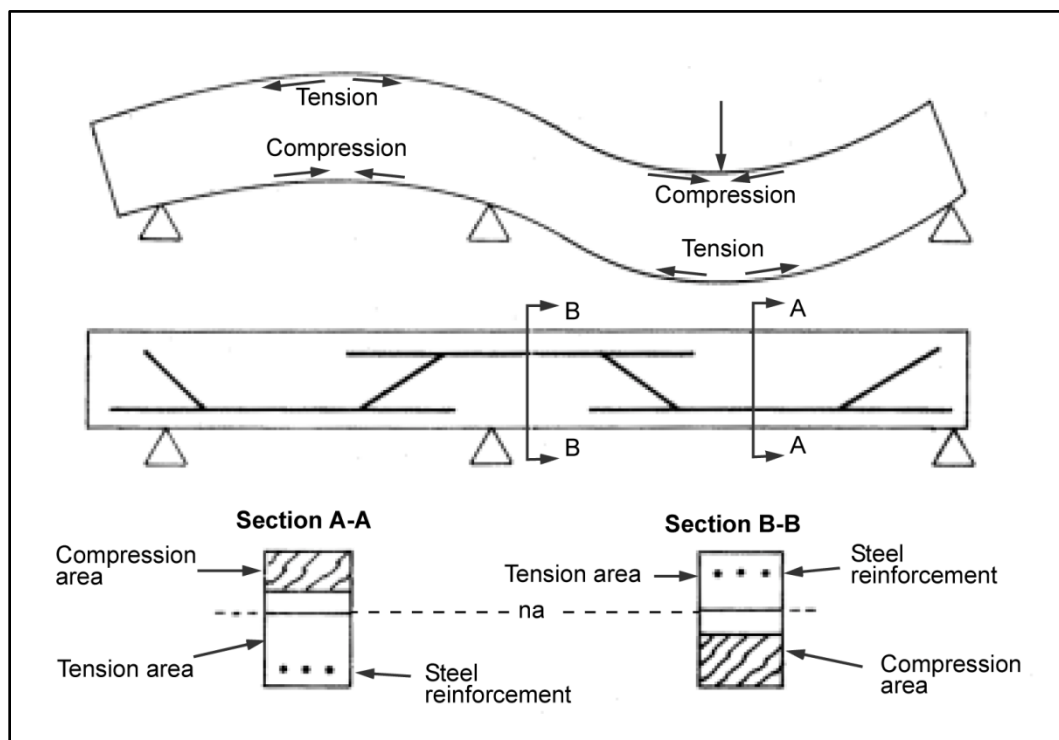 Tension
Compression
Compression
Tension
B
A
B
A
Section A-A
Section B-B
Compression
area
Tension area
Steel
reinforcement
na
Tension area
Steel
reinforcement
Compression
area